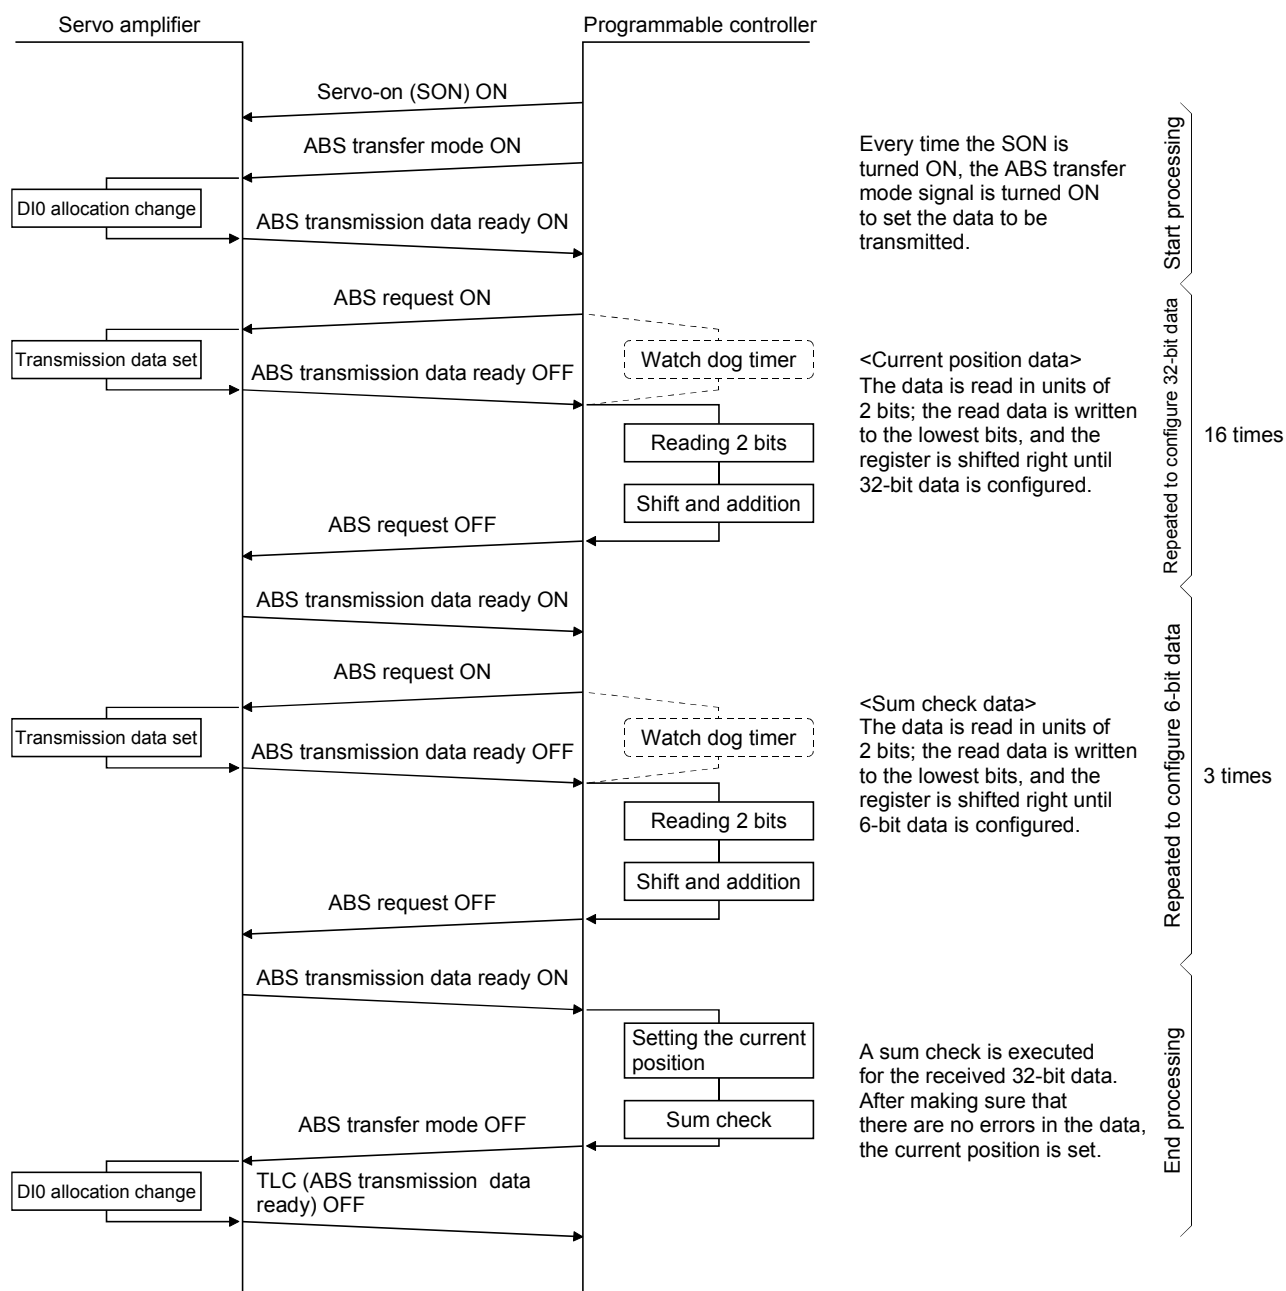 Servo amplifier
Programmable controller
Servo-on (SON) ON
ABS transfer mode ON
DI0 allocation change
ABS transmission data ready ON
Every time the SON is
turned ON, the ABS transfer
mode signal is turned ON
to set the data to be
transmitted.
Start processing
ABS request ON
Transmission data set
Watch dog timer
ABS transmission data ready OFF
Reading 2 bits
Shift and addition
ABS request OFF
<Current position data>
The data is read in units of
2 bits; the read data is written
to the lowest bits, and the
register is shifted right until
32-bit data is configured.
Repeated to configure 32-bit data
16 times
ABS transmission data ready ON
ABS request ON
Transmission data set
Watch dog timer
ABS transmission data ready OFF
Reading 2 bits
Shift and addition
ABS request OFF
<Sum check data>
The data is read in units of
2 bits; the read data is written
to the lowest bits, and the
register is shifted right until
6-bit data is configured.
Repeated to configure 6-bit data
3 times
ABS transmission data ready ON
Setting the current
position
Sum check
ABS transfer mode OFF
DI0 allocation change
TLC (ABS transmission data
ready) OFF
A sum check is executed
for the received 32-bit data.
After making sure that
there are no errors in the data,
the current position is set.
End processing